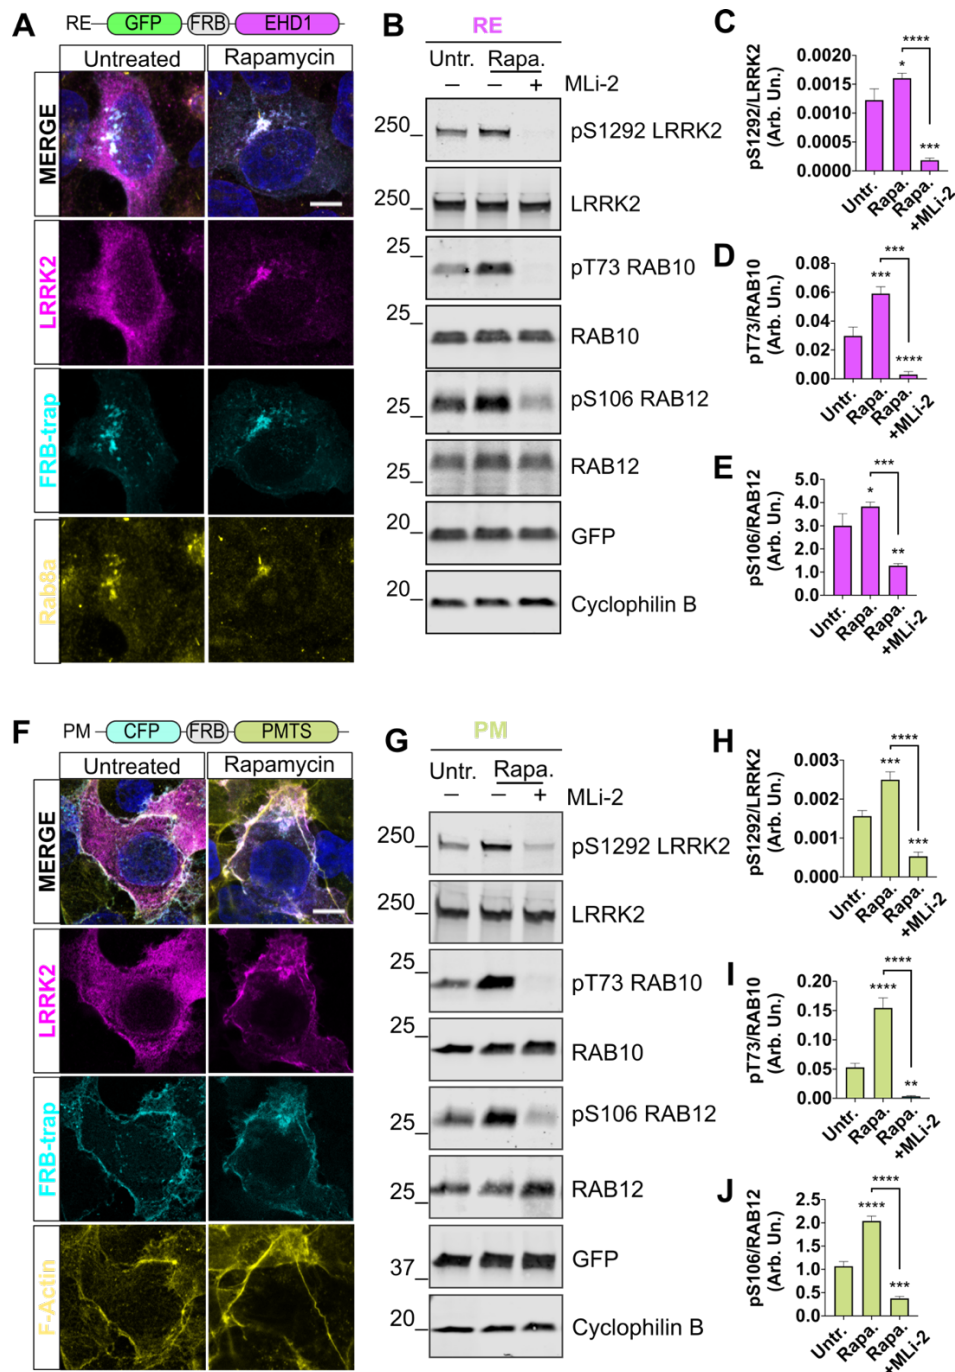 A
RE
GFP
FRB
EHD1
Untreated
Rapamycin
MERGE
LRRK2
FRB-trap
Rab8a
B
RE
Untr.
Rapa.
– – +
MLi-2
250
pS1292 LRRK2
250
LRRK2
25
pT73 RAB10
25
RAB10
25
pS106 RAB12
25
RAB12
20
GFP
20
Cyclophilin B
C
pS1292/LRRK2
(Arb. Un.)
0.0020
0.0015
0.0010
0.0005
0.0000
****
*
***
Untr.
Rapa.
Rapa.
+MLi-2
D
pT73/RAB10
(Arb. Un.)
0.08
0.06
0.04
0.02
0.00
***
***
****
Untr.
Rapa.
Rapa.
+MLi-2
E
pS106/RAB12
(Arb. Un.)
5.0
4.0
3.0
2.0
1.0
0.0
***
*
**
Untr.
Rapa.
Rapa.
+MLi-2
F
PM
CFP
FRB
PMTS
Untreated
Rapamycin
MERGE
LRRK2
FRB-trap
F-Actin
G
PM
Untr.
Rapa.
– – +
MLi-2
250
pS1292 LRRK2
250
LRRK2
25
pT73 RAB10
25
RAB10
25
pS106 RAB12
25
RAB12
37
GFP
20
Cyclophilin B
H
pS1292/LRRK2
(Arb. Un.)
0.003
0.002
0.001
0.000
****
***
***
Untr.
Rapa.
Rapa.
+MLi-2
I
pT73/RAB10
(Arb. Un.)
0.20
0.15
0.10
0.05
0.00
****
****
**
Untr.
Rapa.
Rapa.
+MLi-2
J
pS106/RAB12
(Arb. Un.)
2.5
2.0
1.5
1.0
0.5
0.0
****
****
***
Untr.
Rapa.
Rapa.
+MLi-2